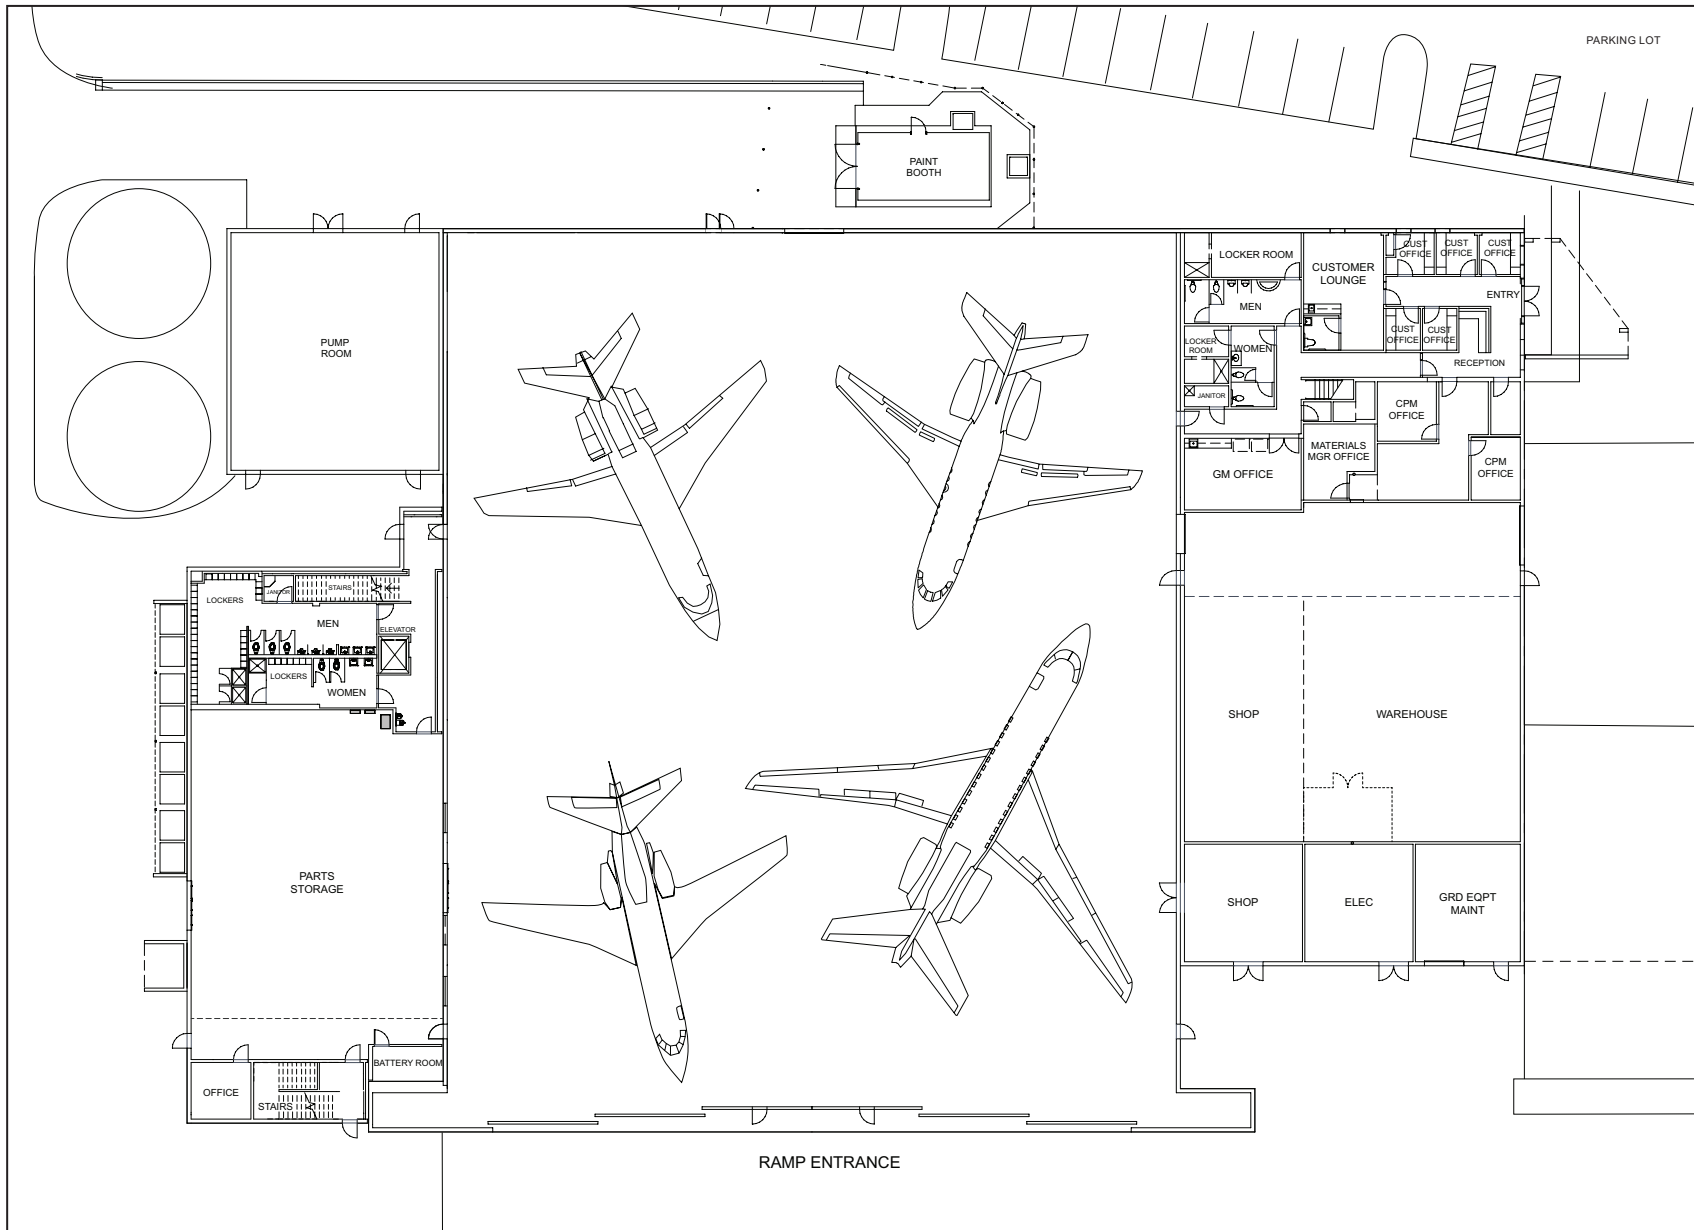 PARKING LOT
PAINT
BOOTH
LOCKER ROOM
CUSTOMER
LOUNGE
CUST
OFFICE
CUST
OFFICE
CUST
OFFICE
ENTRY
MEN
PUMP
ROOM
LOCKER
ROOM
WOMEN
CUST
OFFICE
CUST
OFFICE
RECEPTION
JANITOR
CPM
OFFICE
MATERIALS
MGR OFFICE
GM OFFICE
CPM
OFFICE
LOCKERS
JANITOR
STAIRS
MEN
ELEVATOR
LOCKERS
WOMEN
SHOP
WAREHOUSE
PARTS
STORAGE
SHOP
ELEC
GRD EQPT
MAINT
BATTERY ROOM
OFFICE
STAIRS
RAMP ENTRANCE